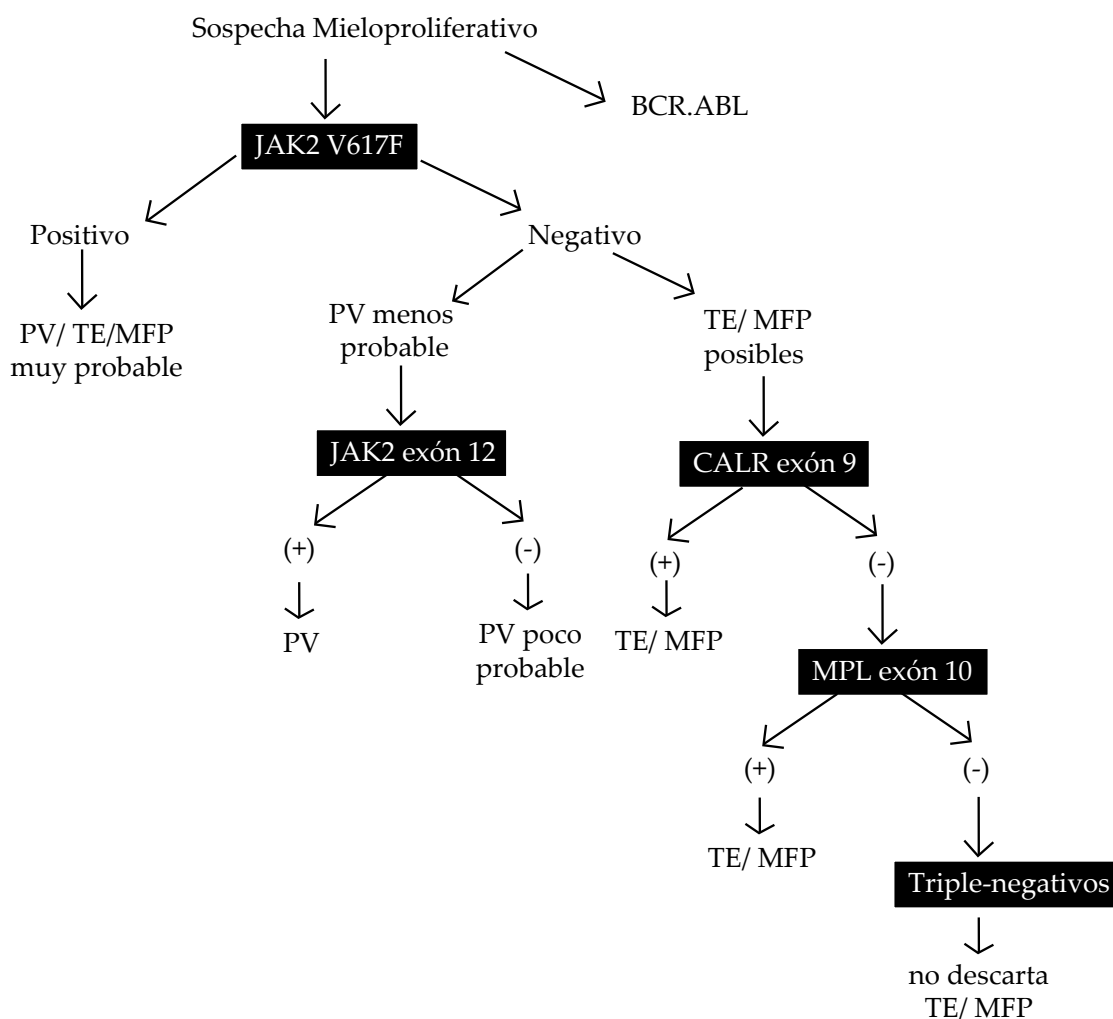 Sospecha Mieloproliferativo
BCR.ABL
JAK2 V617F
Positivo
Negativo
PV/ TE/MFP
muy probable
PV menos
probable
TE/ MFP
posibles
JAK2 exón 12
CALR exón 9
(+)
(-)
(+)
(-)
PV
PV poco
probable
TE/ MFP
MPL exón 10
(+)
(-)
TE/ MFP
Triple-negativos
no descarta
TE/ MFP